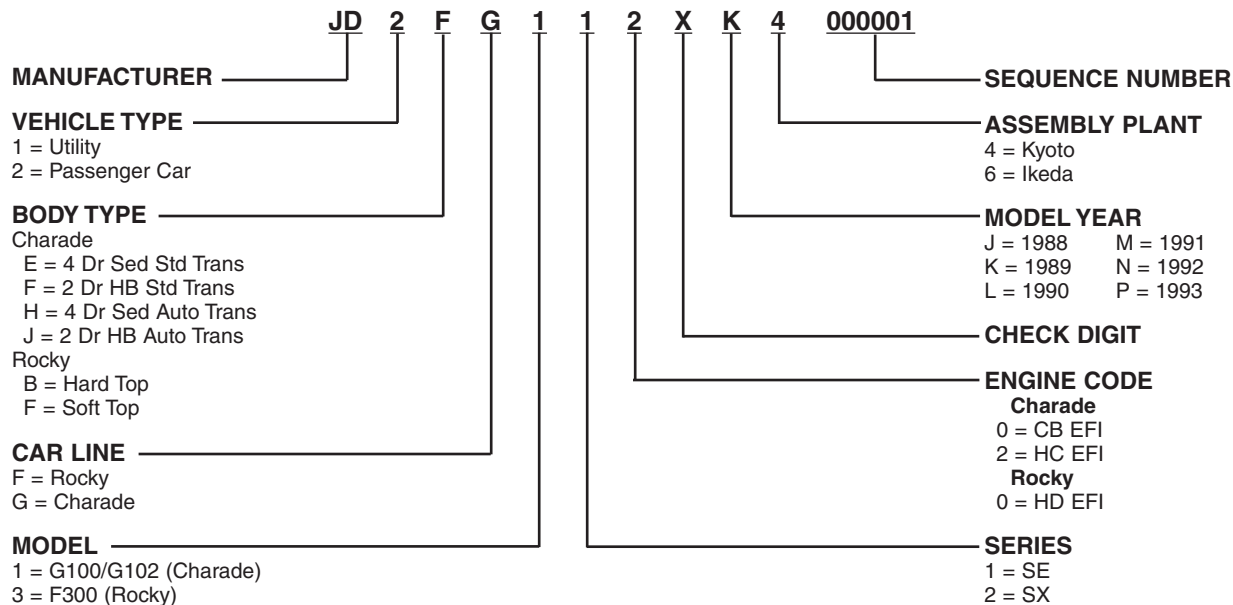 JD 2 F G 1 1 2 X K 4 000001
MANUFACTURER
VEHICLE TYPE
1 = Utility
2 = Passenger Car
BODY TYPE
Charade
E = 4 Dr Sed Std Trans
F = 2 Dr HB Std Trans
H = 4 Dr Sed Auto Trans
J = 2 Dr HB Auto Trans
Rocky
B = Hard Top
F = Soft Top
CAR LINE
F = Rocky
G = Charade
MODEL
1 = G100/G102 (Charade)
3 = F300 (Rocky)
SEQUENCE NUMBER
ASSEMBLY PLANT
4 = Kyoto
6 = Ikeda
MODEL YEAR
J = 1988 M = 1991
K = 1989 N = 1992
L = 1990 P = 1993
CHECK DIGIT
ENGINE CODE
Charade
0 = CB EFI
2 = HC EFI
Rocky
0 = HD EFI
SERIES
1 = SE
2 = SX